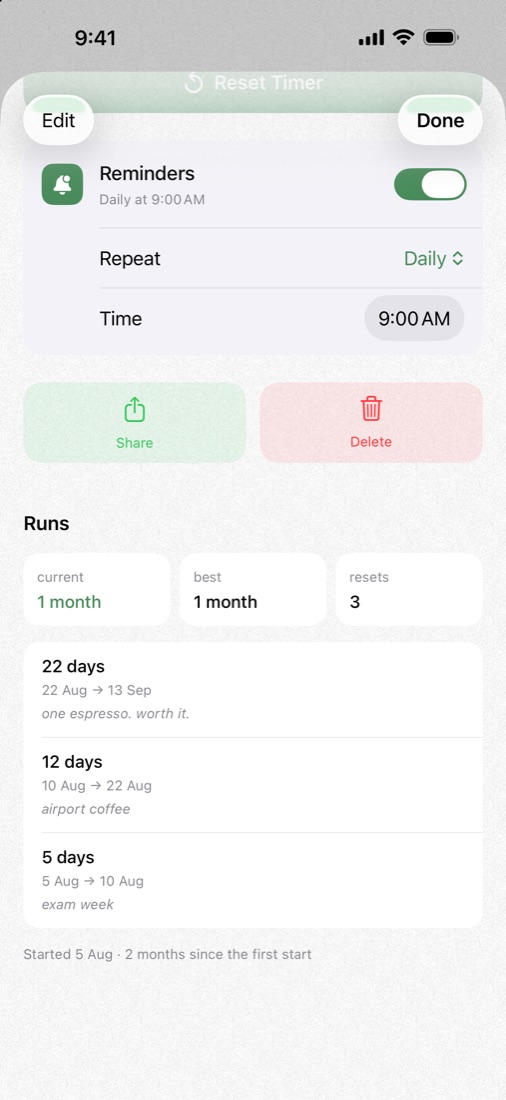 9:41
Reset Timer
Edit
Done
Reminders
Daily at 9:00 AM
Repeat
Daily
Time
9:00 AM
Share
Delete
Runs
current
1 month
best
1 month
resets
3
22 days
22 Aug → 13 Sep
one espresso. worth it.
12 days
10 Aug → 22 Aug
airport coffee
5 days
5 Aug → 10 Aug
exam week
Started 5 Aug · 2 months since the first start